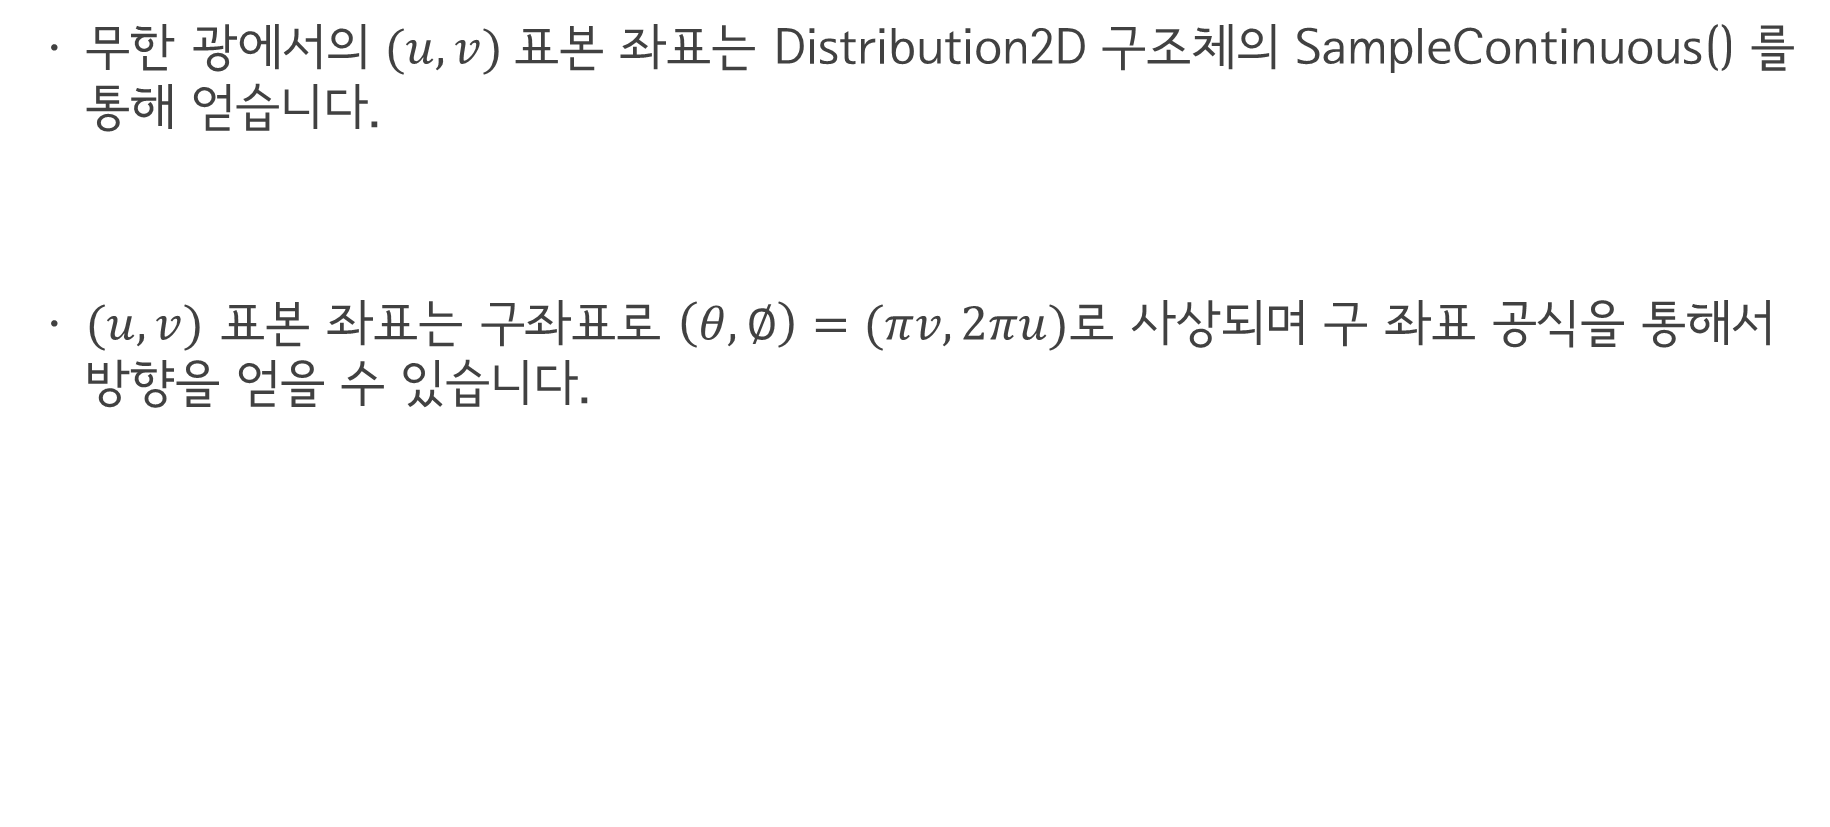 · 무한 광에서의 (u, v) 표본 좌표는 Distribution2D 구조체의 SampleContinuous() 를
통해 얻습니다.
· (u, v) 표본 좌표는 구좌표로 (θ, ∅) = (πv, 2πu)로 사상되며 구 좌표 공식을 통해서
방향을 얻을 수 있습니다.